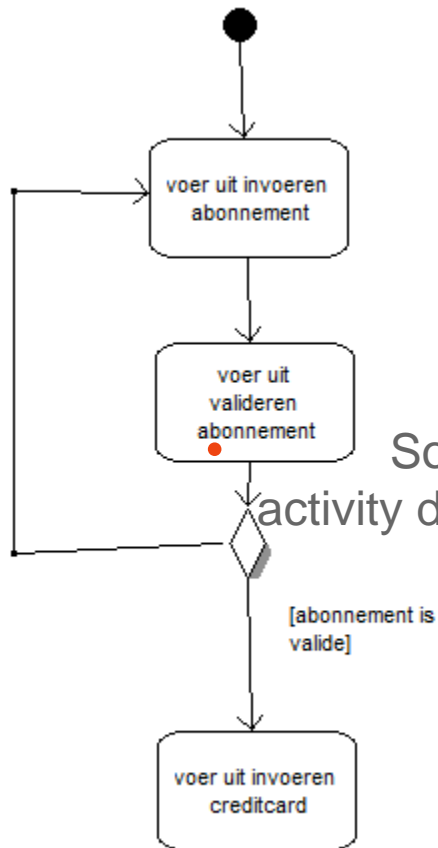 voer uit invoeren
abonnement
voer uit
valideren
abonnement
activity
[abonnement is
valide]
voer uit invoeren
creditcard